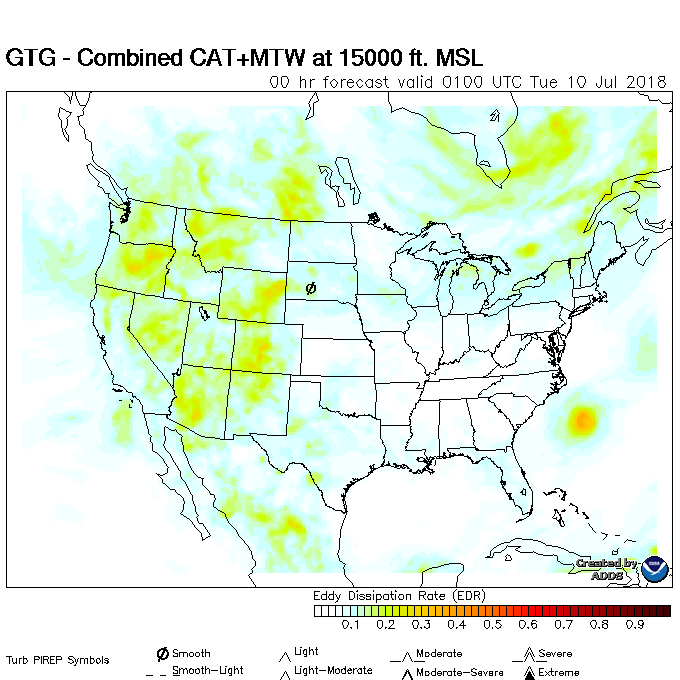 GTG - Combined CAT+MTW at 15000 ft. MSL
00 hr forecast valid 0100 UTC Tue 10 Jul 2018
Created by
ADDS
NOAA
Eddy Dissipation Rate (EDR)
0.1 0.2 0.3 0.4 0.5 0.6 0.7 0.8 0.9
Turb PIREP Symbols
Smooth Light Moderate Severe
Smooth-Light Light-Moderate Moderate-Severe Extreme